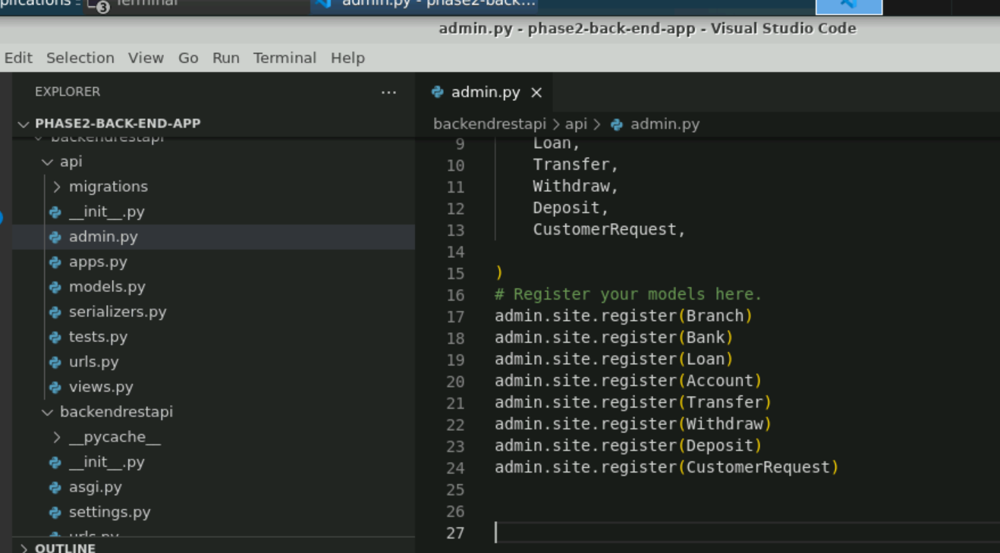 plications
3
Terminal
admin.py - phase2-back...
admin.py - phase2-back-end-app - Visual Studio Code
Edit Selection View Go Run Terminal Help
EXPLORER
...
PHASE2-BACK-END-APP
backendrestapi
api
migrations
__init__.py
admin.py
apps.py
models.py
serializers.py
tests.py
urls.py
views.py
backendrestapi
__pycache__
__init__.py
asgi.py
settings.py
urls.py
OUTLINE
admin.py
backendrestapi > api > admin.py
9 Loan,
10 Transfer,
11 Withdraw,
12 Deposit,
13 CustomerRequest,
14
15 )
16 # Register your models here.
17 admin.site.register(Branch)
18 admin.site.register(Bank)
19 admin.site.register(Loan)
20 admin.site.register(Account)
21 admin.site.register(Transfer)
22 admin.site.register(Withdraw)
23 admin.site.register(Deposit)
24 admin.site.register(CustomerRequest)
25
26
27